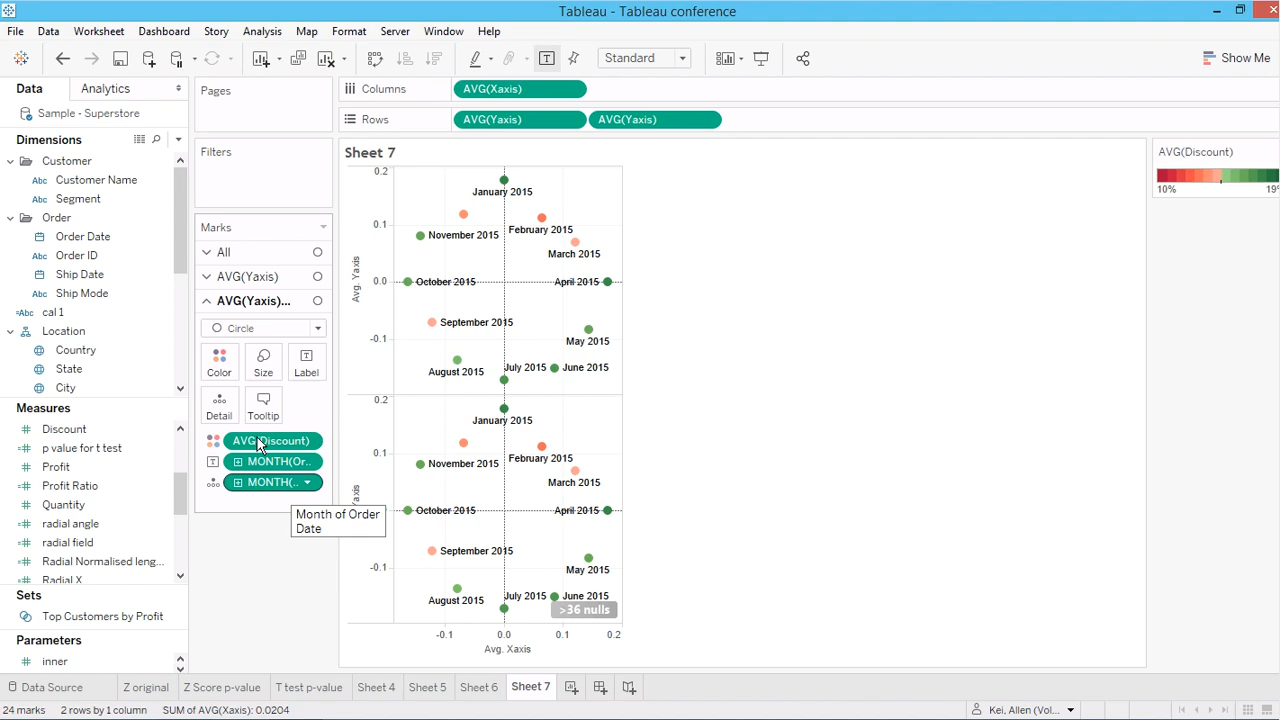 Tableau - Tableau conference
File Data Worksheet Dashboard Story Analysis Map Format Server Window Help
Standard
Show Me
Data Analytics
Sample - Superstore
Dimensions
Customer
Customer Name
Segment
Order
Order Date
Order ID
Ship Date
Ship Mode
cal 1
Location
Country
State
City
Measures
Discount
p value for t test
Profit
Profit Ratio
Quantity
radial angle
radial field
Radial Normalised leng...
Radial X
Sets
Top Customers by Profit
Parameters
inner
Pages
Filters
Marks
All
AVG(Yaxis)
AVG(Yaxis)...
Circle
Color Size Label
Detail Tooltip
AVG(Discount)
MONTH(Or..
MONTH(..
Month of Order
Date
Columns AVG(Xaxis)
Rows AVG(Yaxis) AVG(Yaxis)
Sheet 7
0.2
January 2015
0.1
November 2015
February 2015
March 2015
Avg. Yaxis
0.0
October 2015
April 2015
September 2015
-0.1
May 2015
August 2015
July 2015
June 2015
0.2
January 2015
0.1
November 2015
February 2015
March 2015
October 2015
April 2015
September 2015
-0.1
May 2015
August 2015
July 2015
June 2015
>36 nulls
-0.1 0.0 0.1 0.2
Avg. Xaxis
AVG(Discount)
10% 19%
Data Source Z original Z Score p-value T test p-value Sheet 4 Sheet 5 Sheet 6 Sheet 7
24 marks 2 rows by 1 column SUM of AVG(Xaxis): 0.0204
Kei, Allen (Vol...